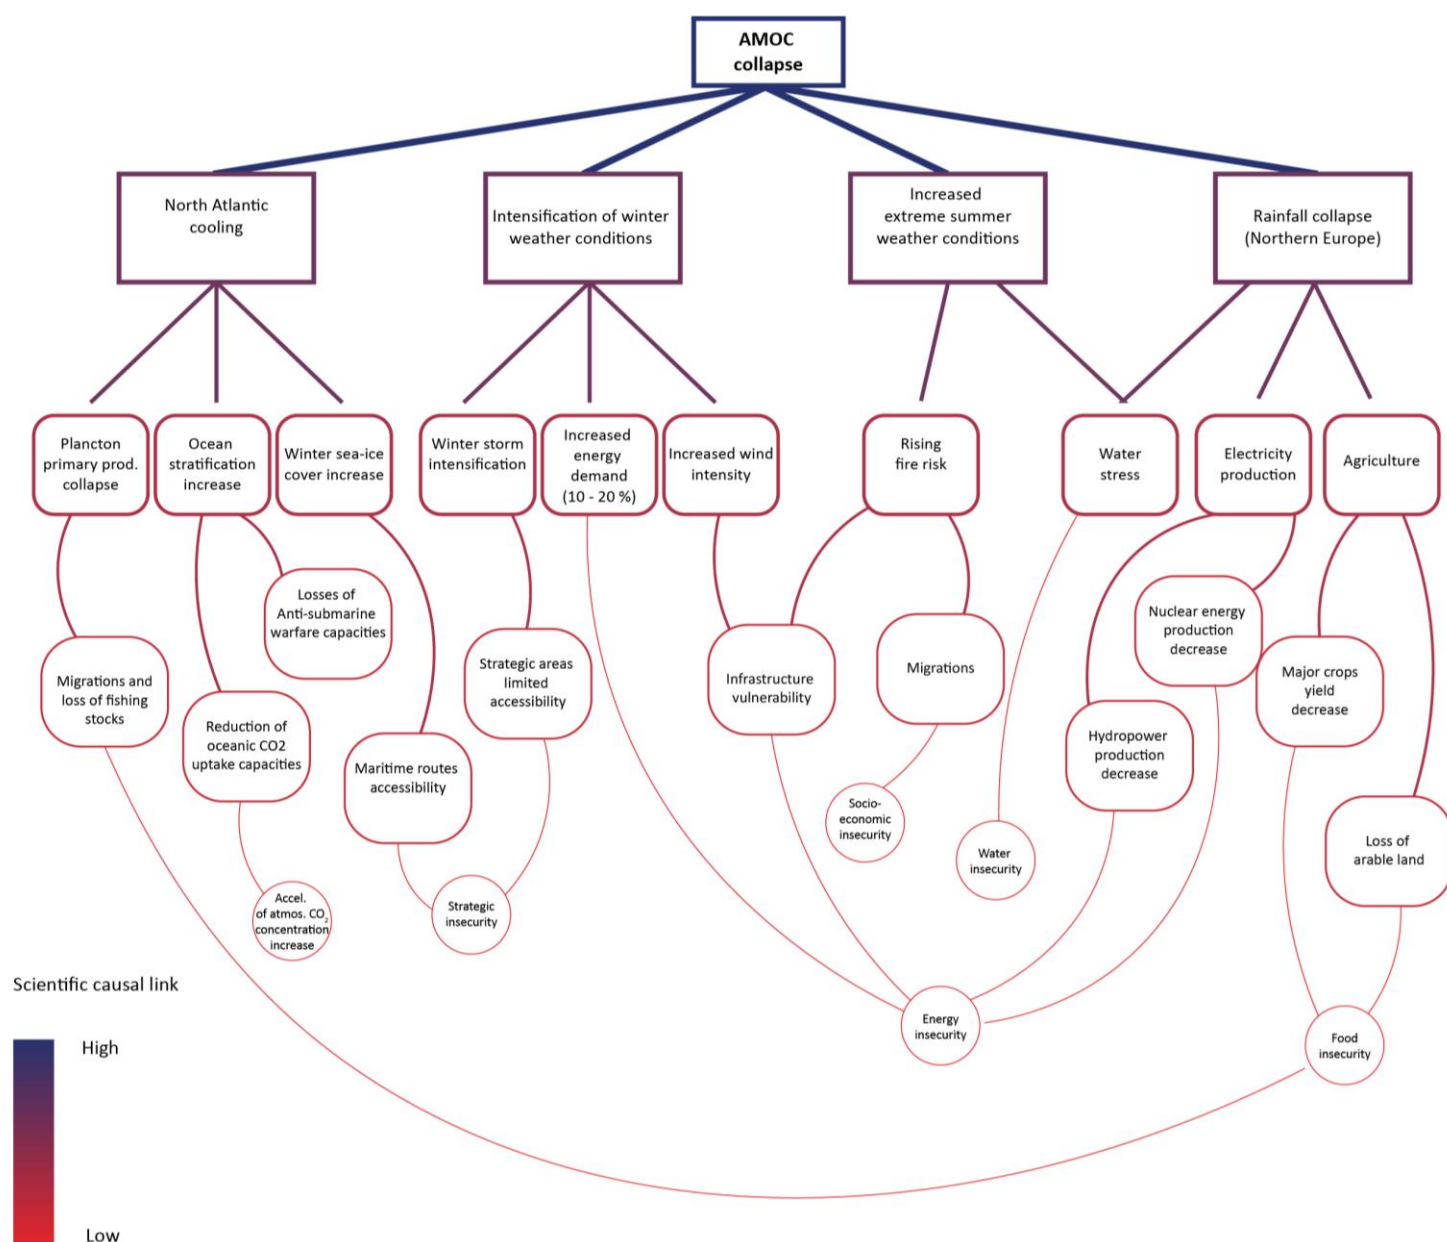 AMOC
collapse
North Atlantic
cooling
Intensification of winter
weather conditions
Increased
extreme summer
weather conditions
Rainfall collapse
(Northern Europe)
Plancton
primary prod.
collapse
Ocean
stratification
increase
Winter sea-ice
cover increase
Winter storm
intensification
Increased
energy
demand
(10 - 20 %)
Increased wind
intensity
Rising
fire risk
Water
stress
Electricity
production
Agriculture
Losses of
Anti-submarine
warfare capacities
Nuclear energy
production
decrease
Migrations and
loss of fishing
stocks
Strategic areas
limited
accessibility
Infrastructure
vulnerability
Migrations
Major crops
yield
decrease
Reduction of
oceanic CO2
uptake capacities
Hydropower
production
decrease
Maritime routes
accessibility
Socio-
economic
insecurity
Water
insecurity
Loss of
arable land
Accel.
of atmos. CO₂
concentration
increase
Strategic
insecurity
Energy
insecurity
Food
insecurity
Scientific causal link
High
Low